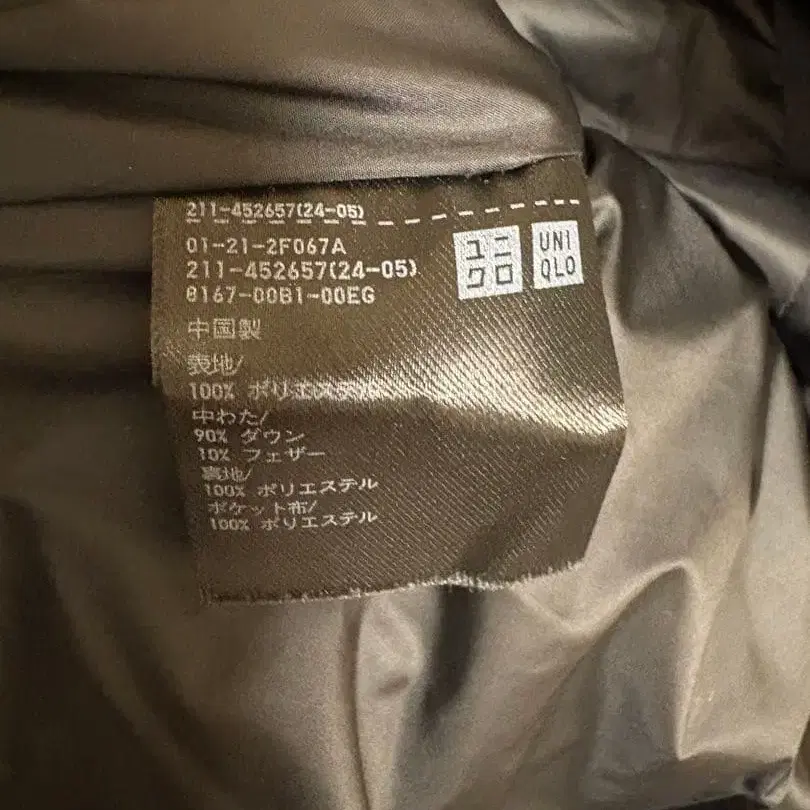 211-452657(24-05)
ユニ
クロ
UNI
QLO
01-21-2F067A
211-452657(24-05)
8167-00B1-00EG
中国製
表地/
100% ポリエステル
中わた/
90% ダウン
10% フェザー
裏地/
100% ポリエステル
ポケット布/
100% ポリエステル